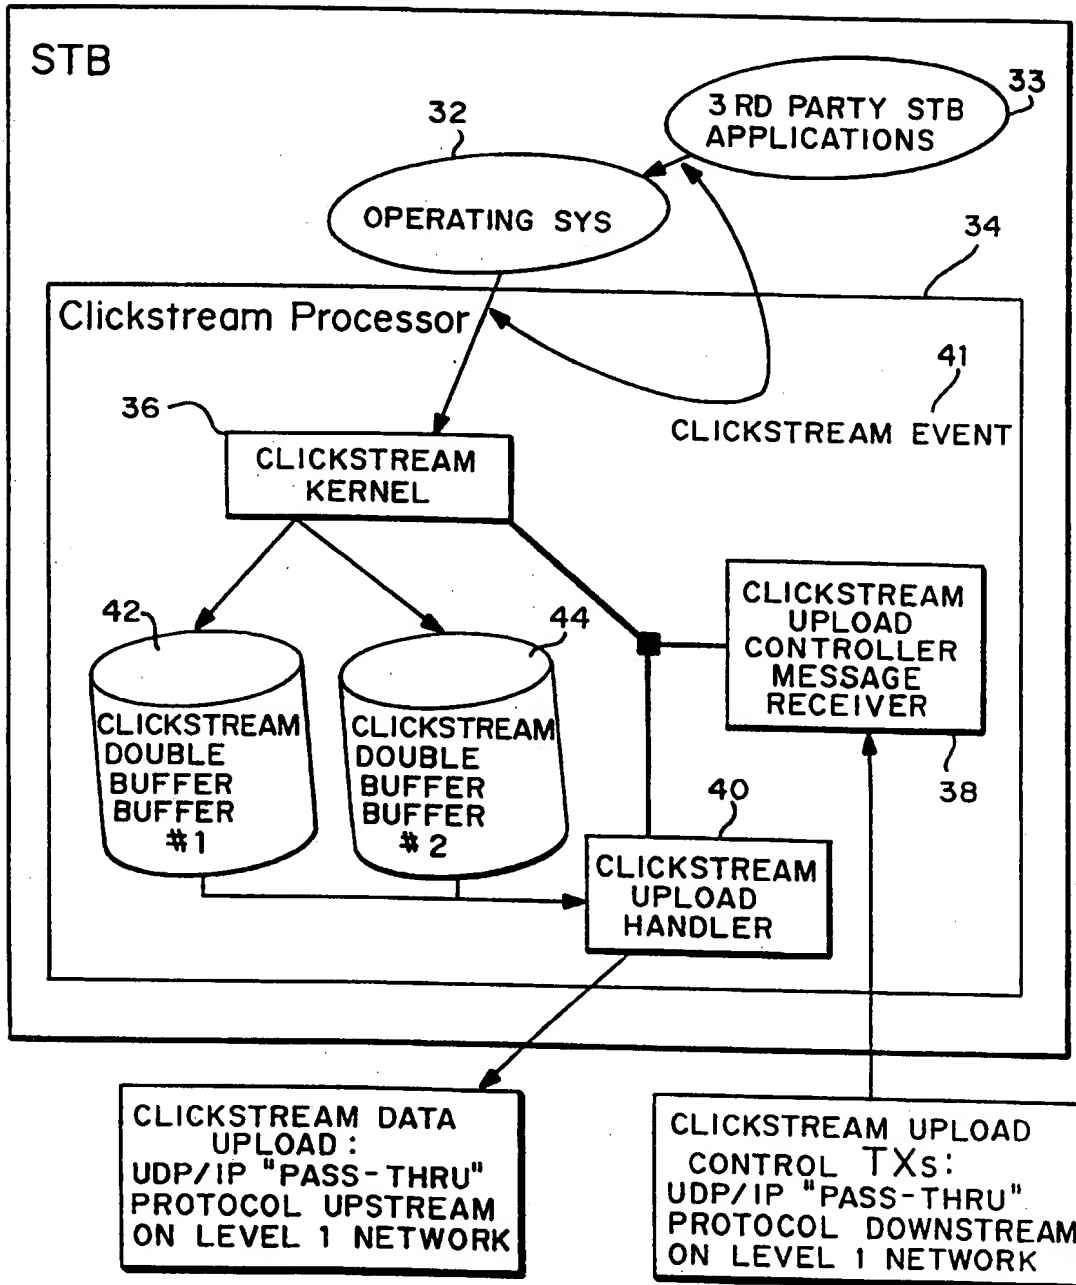 STB
33
3RD PARTY STB
APPLICATIONS
32
OPERATING SYS
34
Clickstream Processor
41
CLICKSTREAM EVENT
36
CLICKSTREAM
KERNEL
CLICKSTREAM
UPLOAD
CONTROLLER
MESSAGE
RECEIVER
38
42
CLICKSTREAM
DOUBLE
BUFFER
BUFFER
#1
44
CLICKSTREAM
DOUBLE
BUFFER
BUFFER
#2
40
CLICKSTREAM
UPLOAD
HANDLER
CLICKSTREAM DATA
UPLOAD:
UDP/IP "PASS-THRU"
PROTOCOL UPSTREAM
ON LEVEL 1 NETWORK
CLICKSTREAM UPLOAD
CONTROL TXs:
UDP/IP "PASS-THRU"
PROTOCOL DOWNSTREAM
ON LEVEL 1 NETWORK